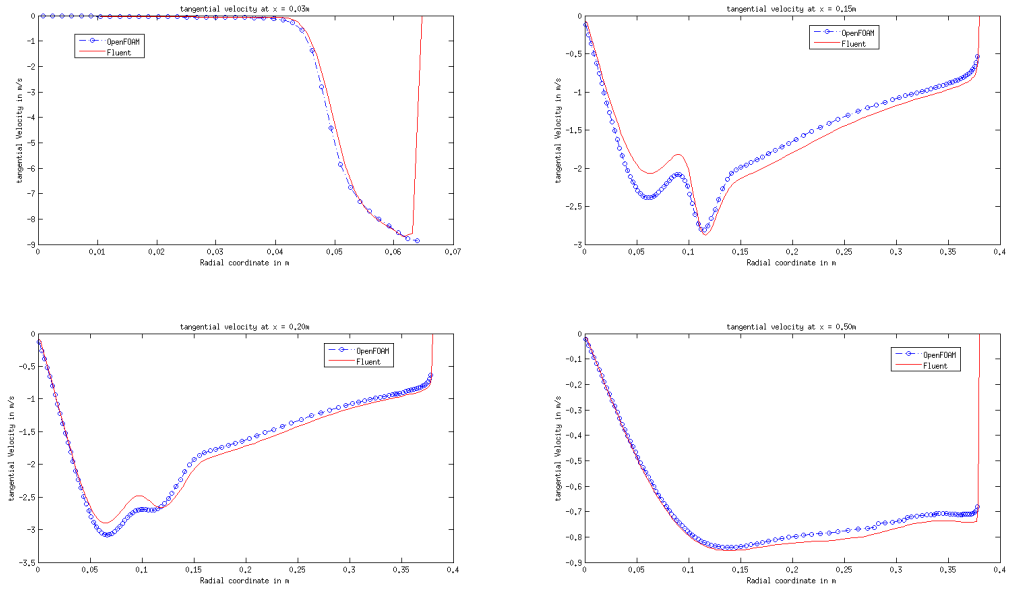 tangential velocity at x = 0.03m
0
-1
-2
-3
-4
-5
-6
-7
-8
-9
tangential Velocity in m/s
OpenFOAM
Fluent
0 0.01 0.02 0.03 0.04 0.05 0.06 0.07
Radial coordinate in m
tangential velocity at x = 0.15m
0
-0.5
-1
-1.5
-2
-2.5
-3
tangential Velocity in m/s
OpenFOAM
Fluent
0 0.05 0.1 0.15 0.2 0.25 0.3 0.35 0.4
Radial coordinate in m
tangential velocity at x = 0.20m
0
-0.5
-1
-1.5
-2
-2.5
-3
-3.5
tangential Velocity in m/s
OpenFOAM
Fluent
0 0.05 0.1 0.15 0.2 0.25 0.3 0.35 0.4
Radial coordinate in m
tangential velocity at x = 0.50m
0
-0.1
-0.2
-0.3
-0.4
-0.5
-0.6
-0.7
-0.8
-0.9
tangential Velocity in m/s
OpenFOAM
Fluent
0 0.05 0.1 0.15 0.2 0.25 0.3 0.35 0.4
Radial coordinate in m